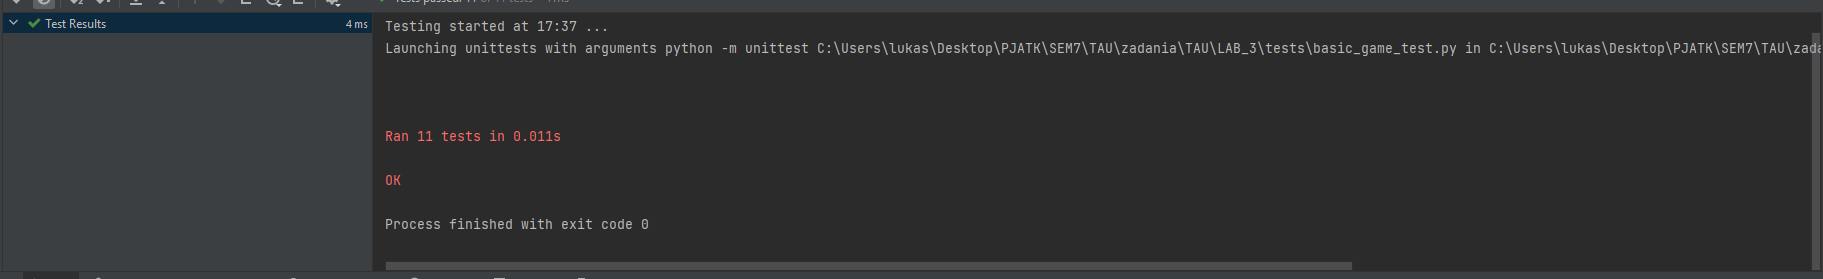 Test Results
4 ms
Testing started at 17:37 ...
Launching unittests with arguments python -m unittest C:\Users\lukas\Desktop\PJATK\SEM7\TAU\zadania\TAU\LAB_3\tests\basic_game_test.py in C:\Users\lukas\Desktop\PJATK\SEM7\TAU\zada
Ran 11 tests in 0.011s
OK
Process finished with exit code 0